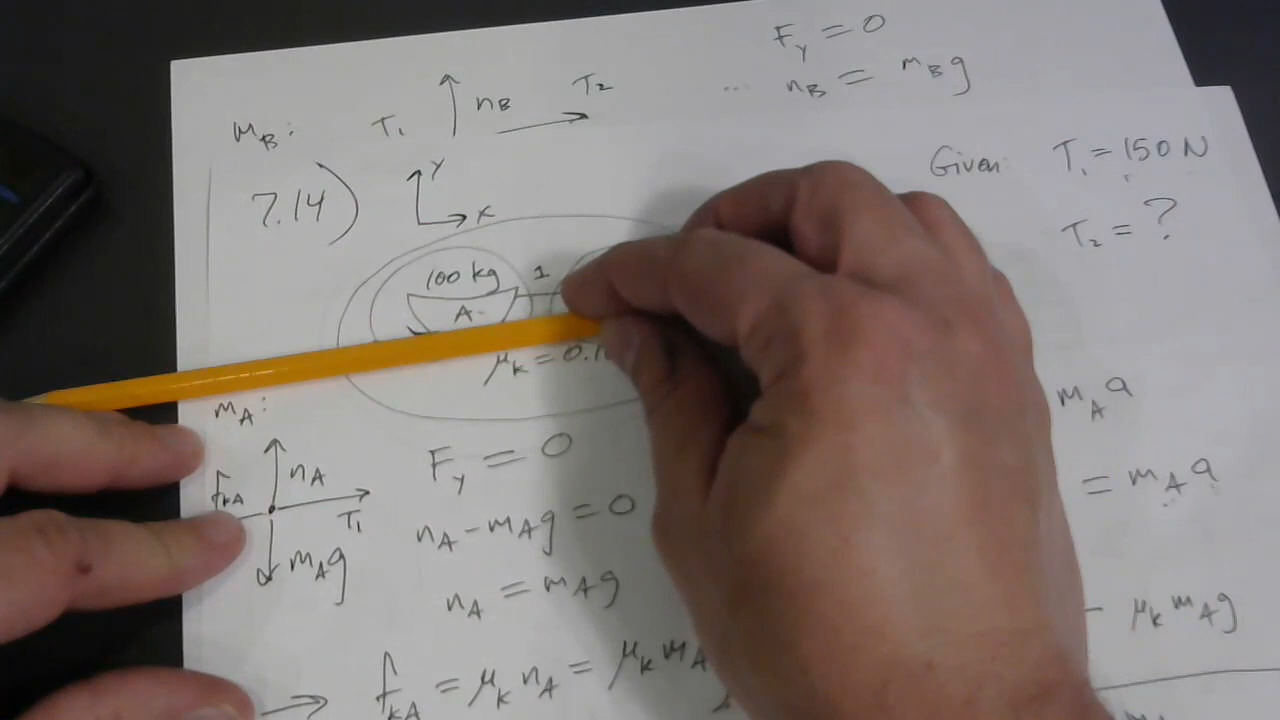 F_y = 0
m_B: T_1 n_B T_2 ... n_B = m_B g
Given: T_1 = 150 N
7.14) Y X
T_2 = ?
100 kg 1
A
μ_K = 0.1
m_A:
m_A a
F_y = 0
f_kA n_A T_1
= m_A a
n_A - m_A g = 0
m_A g
n_A = m_A g
- μ_K m_A g
→ f_kA = μ_K n_A = μ_K m_A